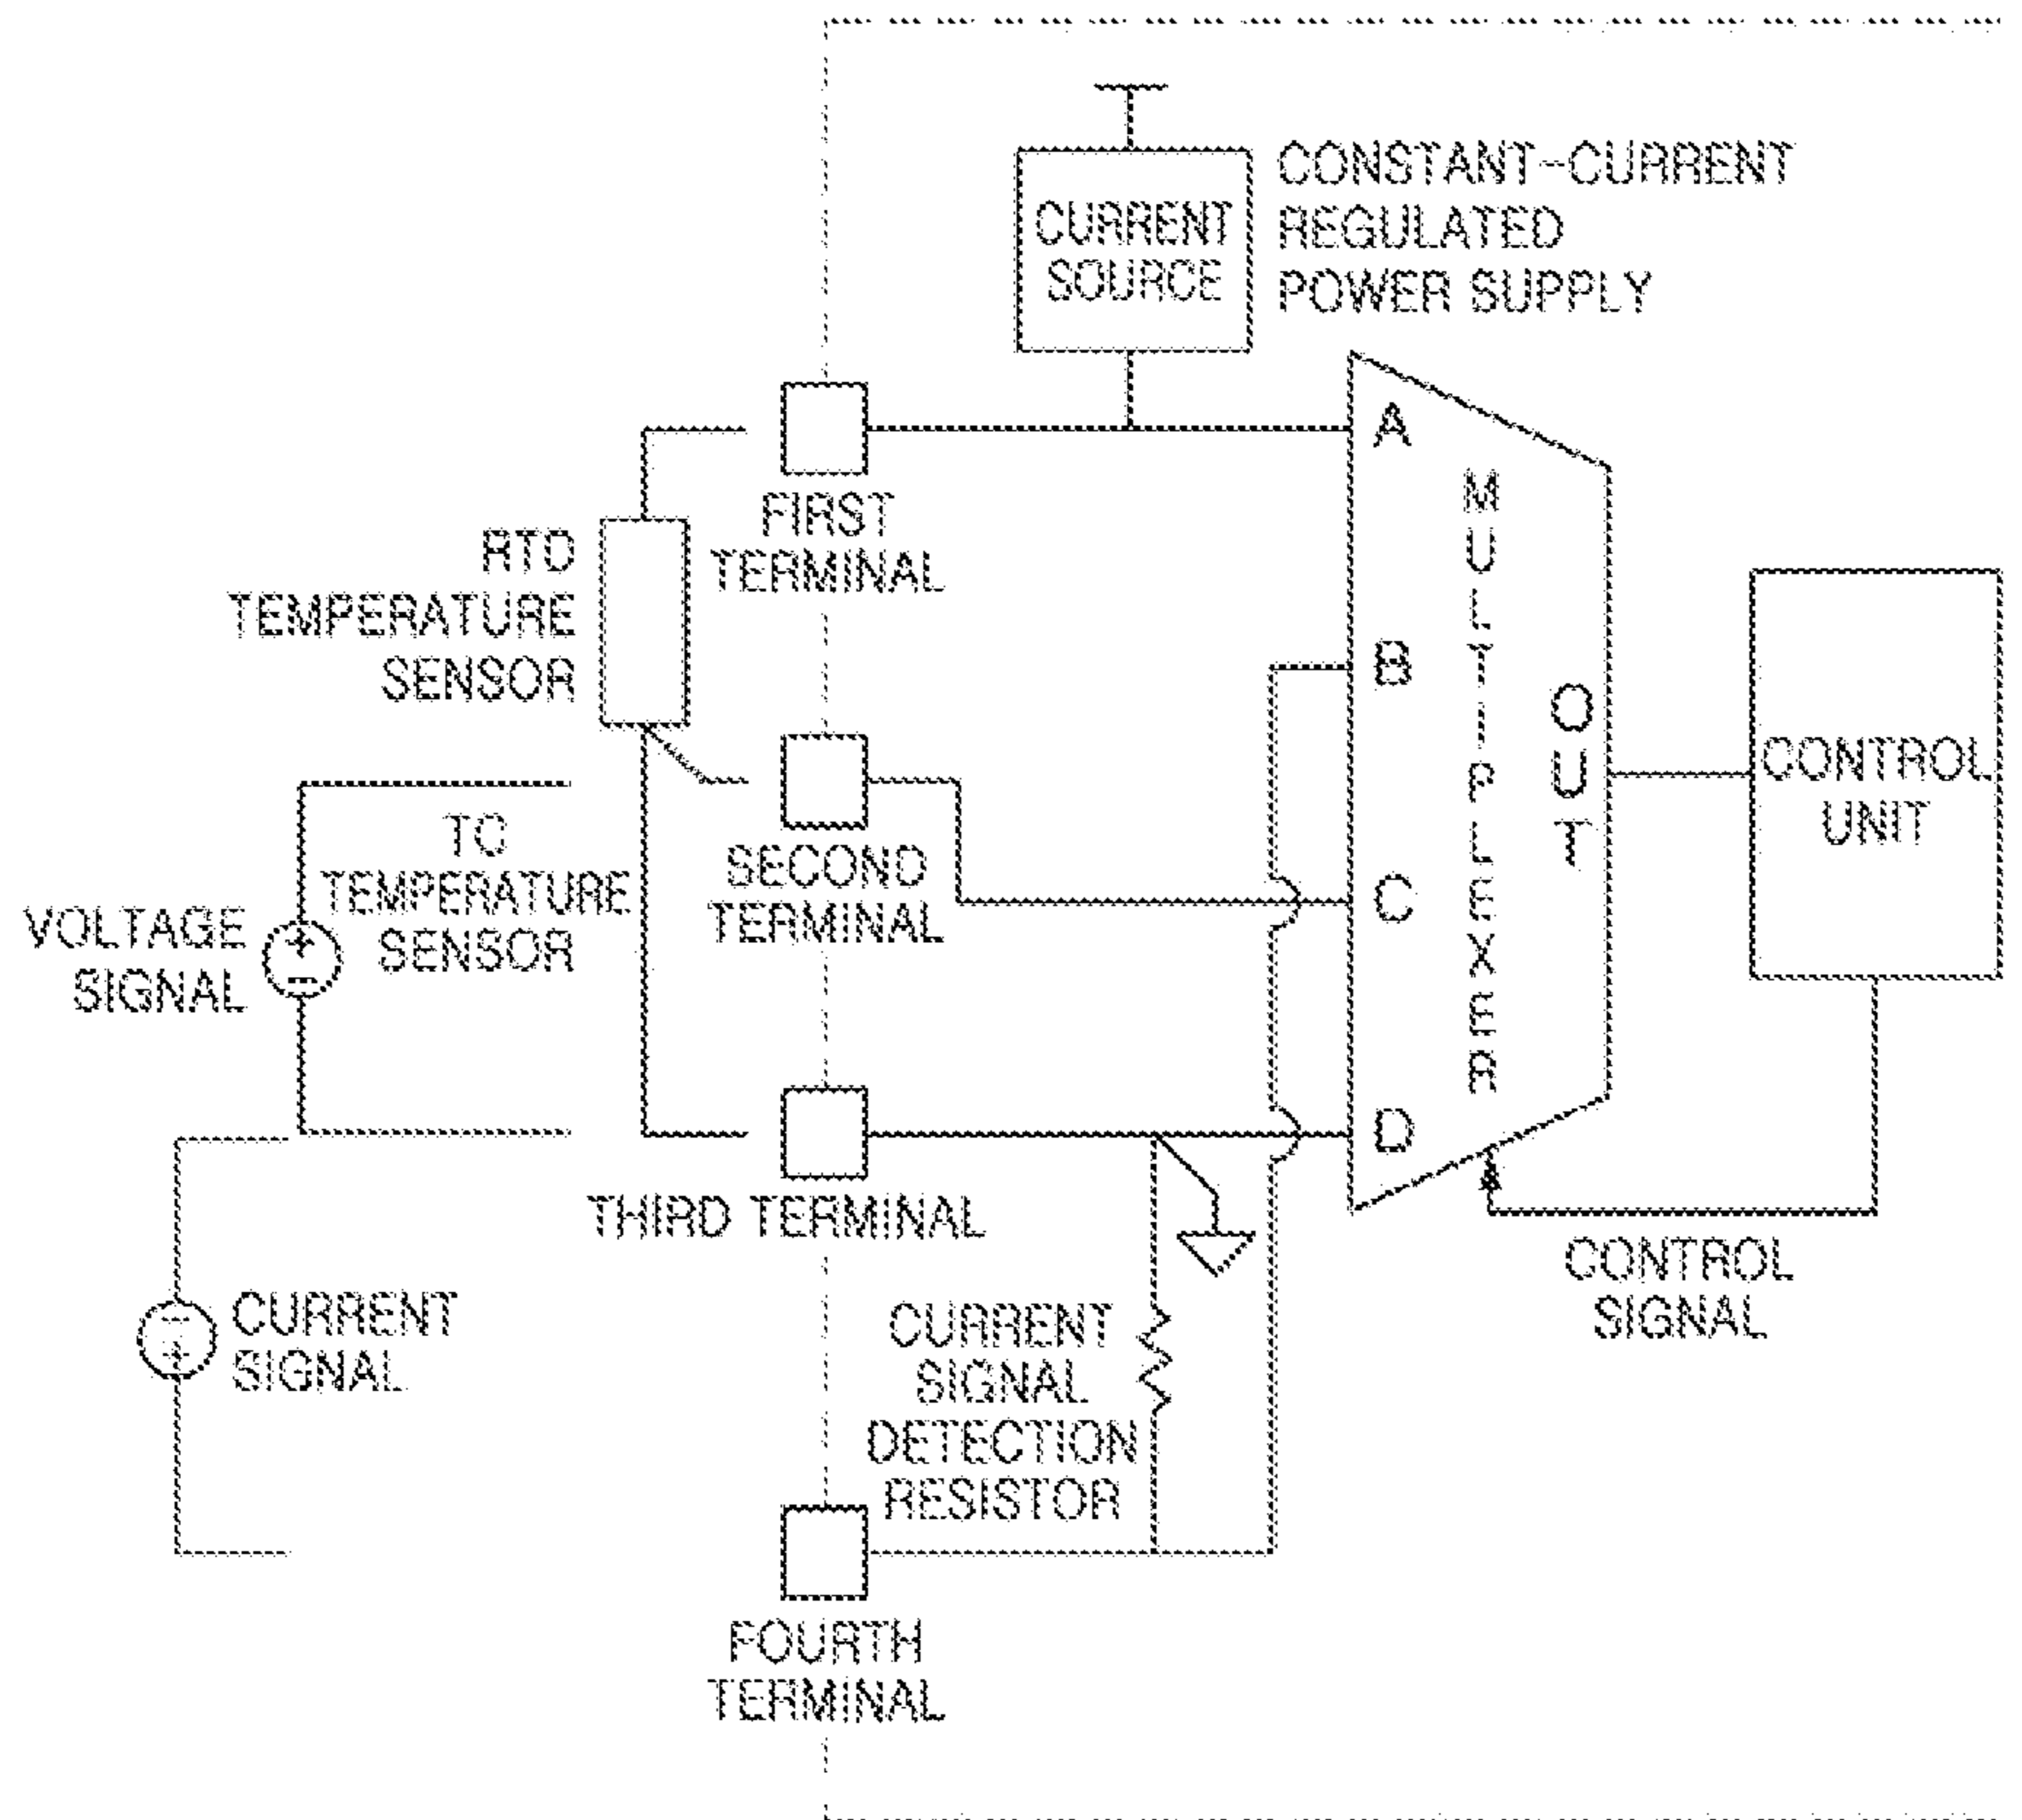 CURRENT
SOURCE
CONSTANT-CURRENT
REGULATED
POWER SUPPLY
FIRST
TERMINAL
RTD
TEMPERATURE
SENSOR
A
B
C
D
MULTIPLEXER
OUT
CONTROL
UNIT
TC
TEMPERATURE
SENSOR
SECOND
TERMINAL
VOLTAGE
SIGNAL
+
−
THIRD TERMINAL
CONTROL
SIGNAL
CURRENT
SIGNAL
−
+
CURRENT
SIGNAL
DETECTION
RESISTOR
FOURTH
TERMINAL